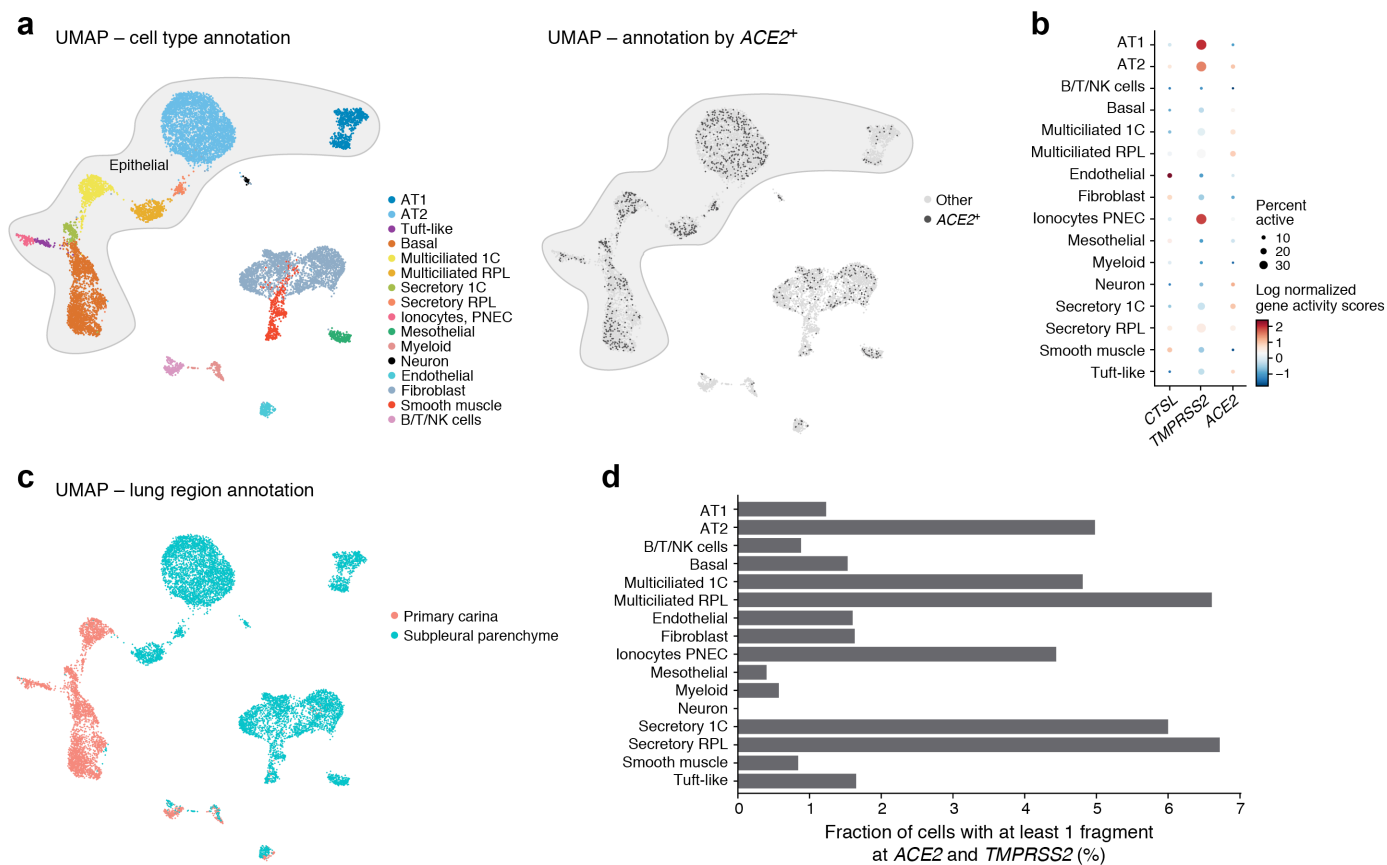 a
UMAP – cell type annotation
Epithelial
AT1
AT2
Tuft-like
Basal
Multiciliated 1C
Multiciliated RPL
Secretory 1C
Secretory RPL
Ionocytes, PNEC
Mesothelial
Myeloid
Neuron
Endothelial
Fibroblast
Smooth muscle
B/T/NK cells
UMAP – annotation by ACE2+
Other
ACE2+
b
AT1
AT2
B/T/NK cells
Basal
Multiciliated 1C
Multiciliated RPL
Endothelial
Fibroblast
Ionocytes PNEC
Mesothelial
Myeloid
Neuron
Secretory 1C
Secretory RPL
Smooth muscle
Tuft-like
CTSL
TMPRSS2
ACE2
Percent
active
10
20
30
Log normalized
gene activity scores
2
1
0
−1
c
UMAP – lung region annotation
Primary carina
Subpleural parenchyme
d
AT1
AT2
B/T/NK cells
Basal
Multiciliated 1C
Multiciliated RPL
Endothelial
Fibroblast
Ionocytes PNEC
Mesothelial
Myeloid
Neuron
Secretory 1C
Secretory RPL
Smooth muscle
Tuft-like
0 1 2 3 4 5 6 7
Fraction of cells with at least 1 fragment
at ACE2 and TMPRSS2 (%)